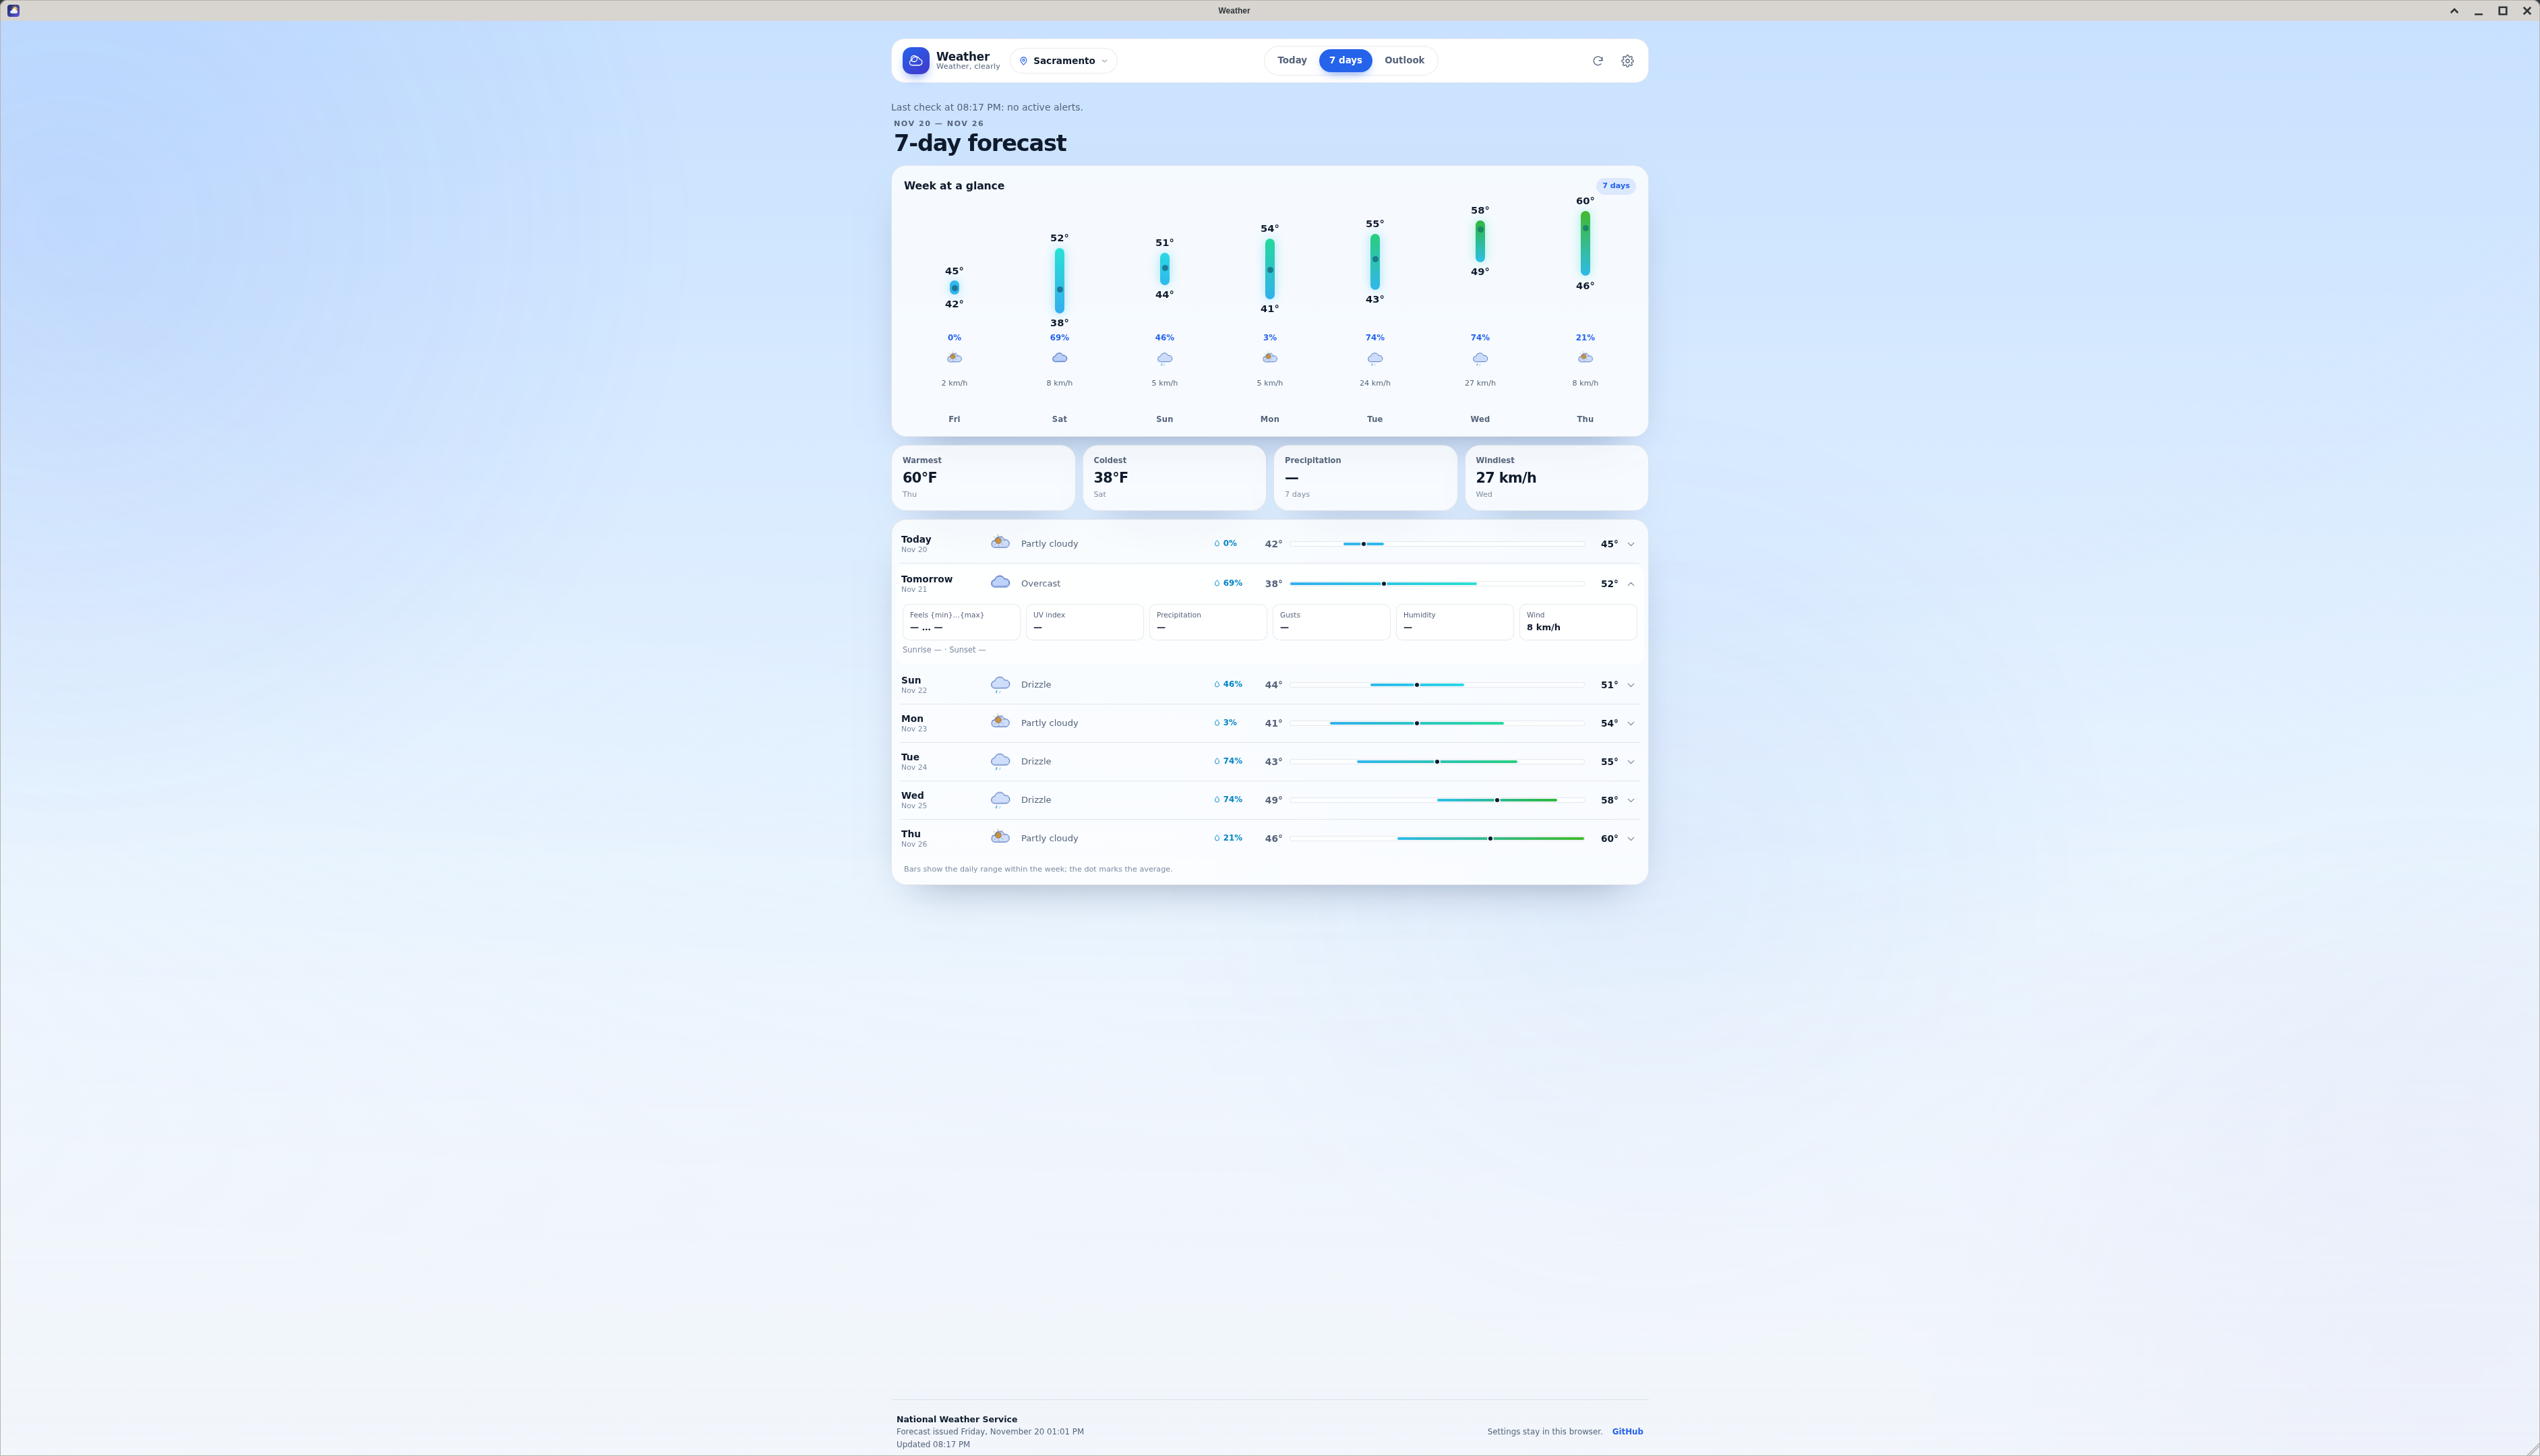 Weather
Weather
Weather, clearly
Sacramento
Today
7 days
Outlook
Last check at 08:17 PM: no active alerts.
NOV 20 — NOV 26
7-day forecast
Week at a glance
7 days
45° 52° 51° 54° 55° 58° 60°
42° 38° 44° 41° 43° 49° 46°
0% 69% 46% 3% 74% 74% 21%
2 km/h 8 km/h 5 km/h 5 km/h 24 km/h 27 km/h 8 km/h
Fri Sat Sun Mon Tue Wed Thu
Warmest
60°F
Thu
Coldest
38°F
Sat
Precipitation
—
7 days
Windiest
27 km/h
Wed
Today
Nov 20
Partly cloudy
0%
42°
45°
Tomorrow
Nov 21
Overcast
69%
38°
52°
Feels {min}…{max}
— … —
UV index
—
Precipitation
—
Gusts
—
Humidity
—
Wind
8 km/h
Sunrise — · Sunset —
Sun
Nov 22
Drizzle
46%
44°
51°
Mon
Nov 23
Partly cloudy
3%
41°
54°
Tue
Nov 24
Drizzle
74%
43°
55°
Wed
Nov 25
Drizzle
74%
49°
58°
Thu
Nov 26
Partly cloudy
21%
46°
60°
Bars show the daily range within the week; the dot marks the average.
National Weather Service
Forecast issued Friday, November 20 01:01 PM
Updated 08:17 PM
Settings stay in this browser.
GitHub